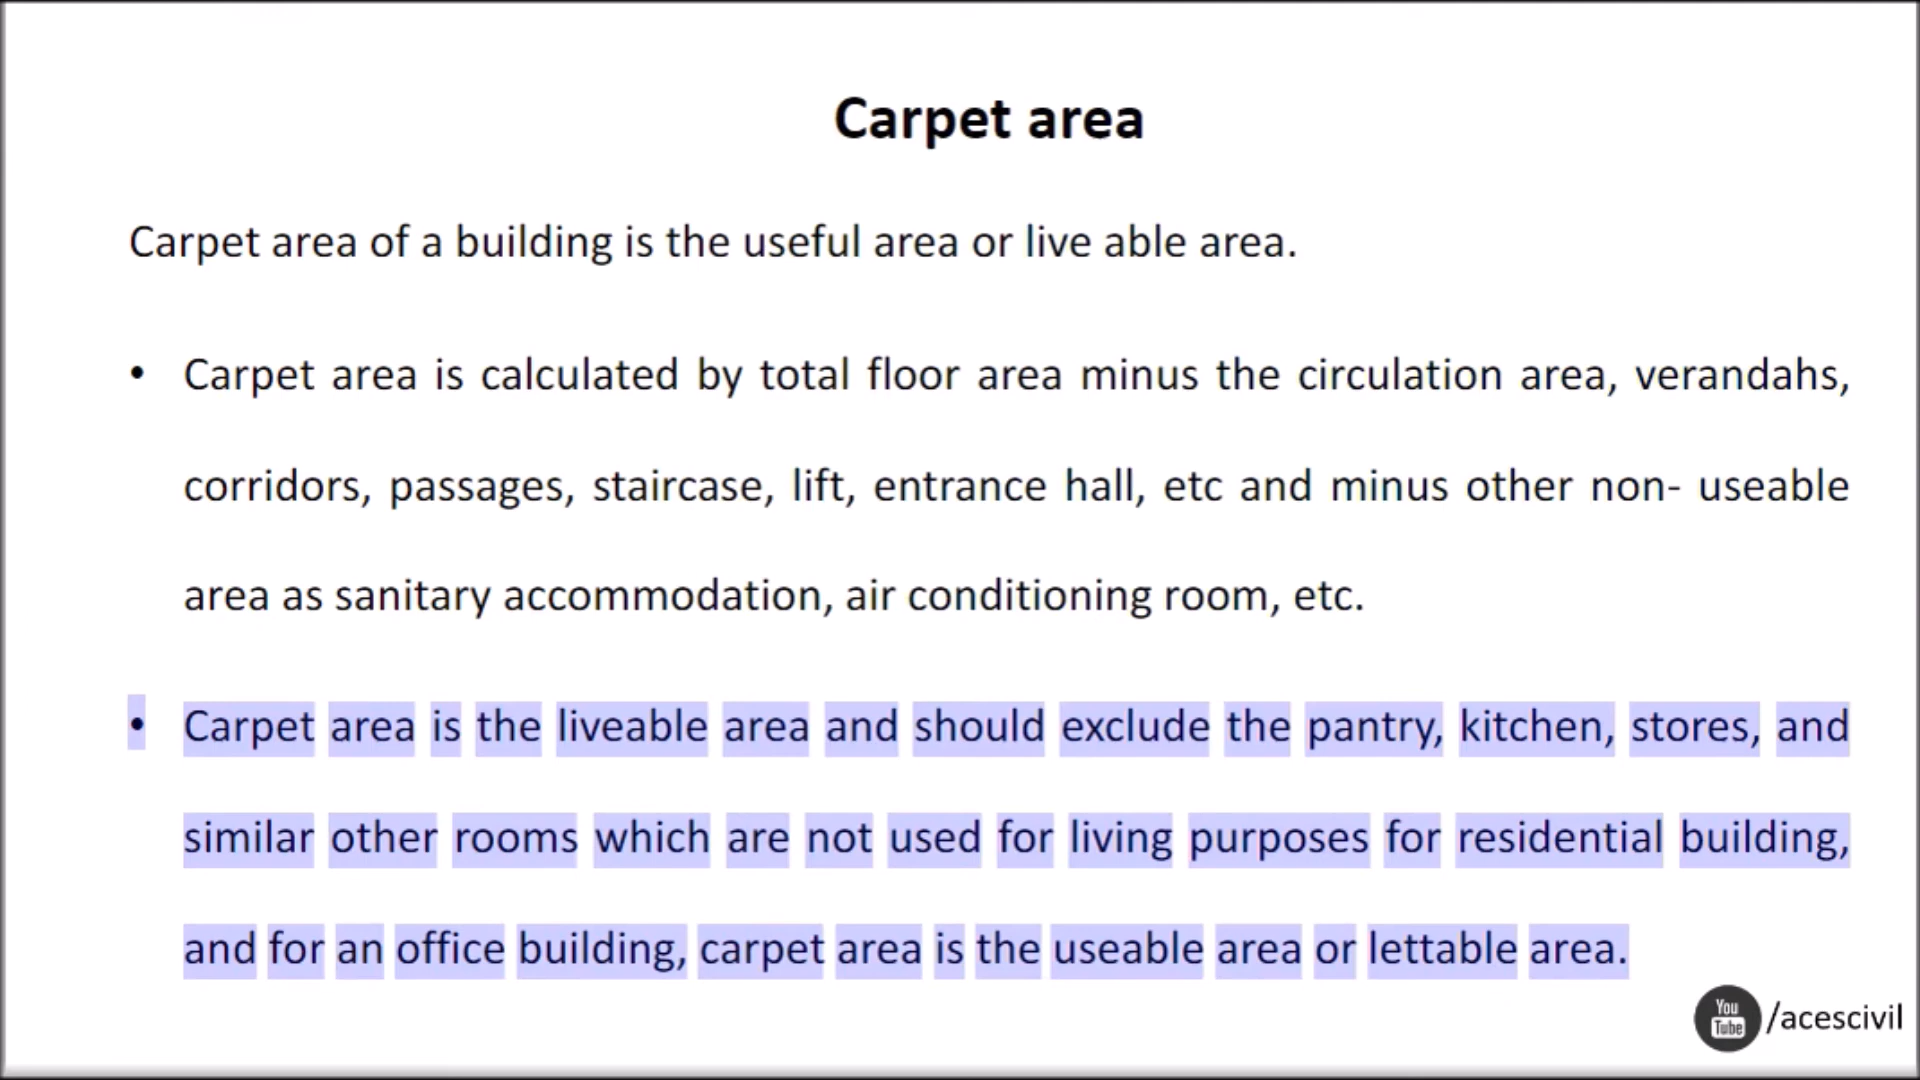 Carpet area
Carpet area of a building is the useful area or live able area.
• Carpet area is calculated by total floor area minus the circulation area, verandahs,
corridors, passages, staircase, lift, entrance hall, etc and minus other non- useable
area as sanitary accommodation, air conditioning room, etc.
• Carpet area is the liveable area and should exclude the pantry, kitchen, stores, and
similar other rooms which are not used for living purposes for residential building,
and for an office building, carpet area is the useable area or lettable area.
You
Tube /acescivil